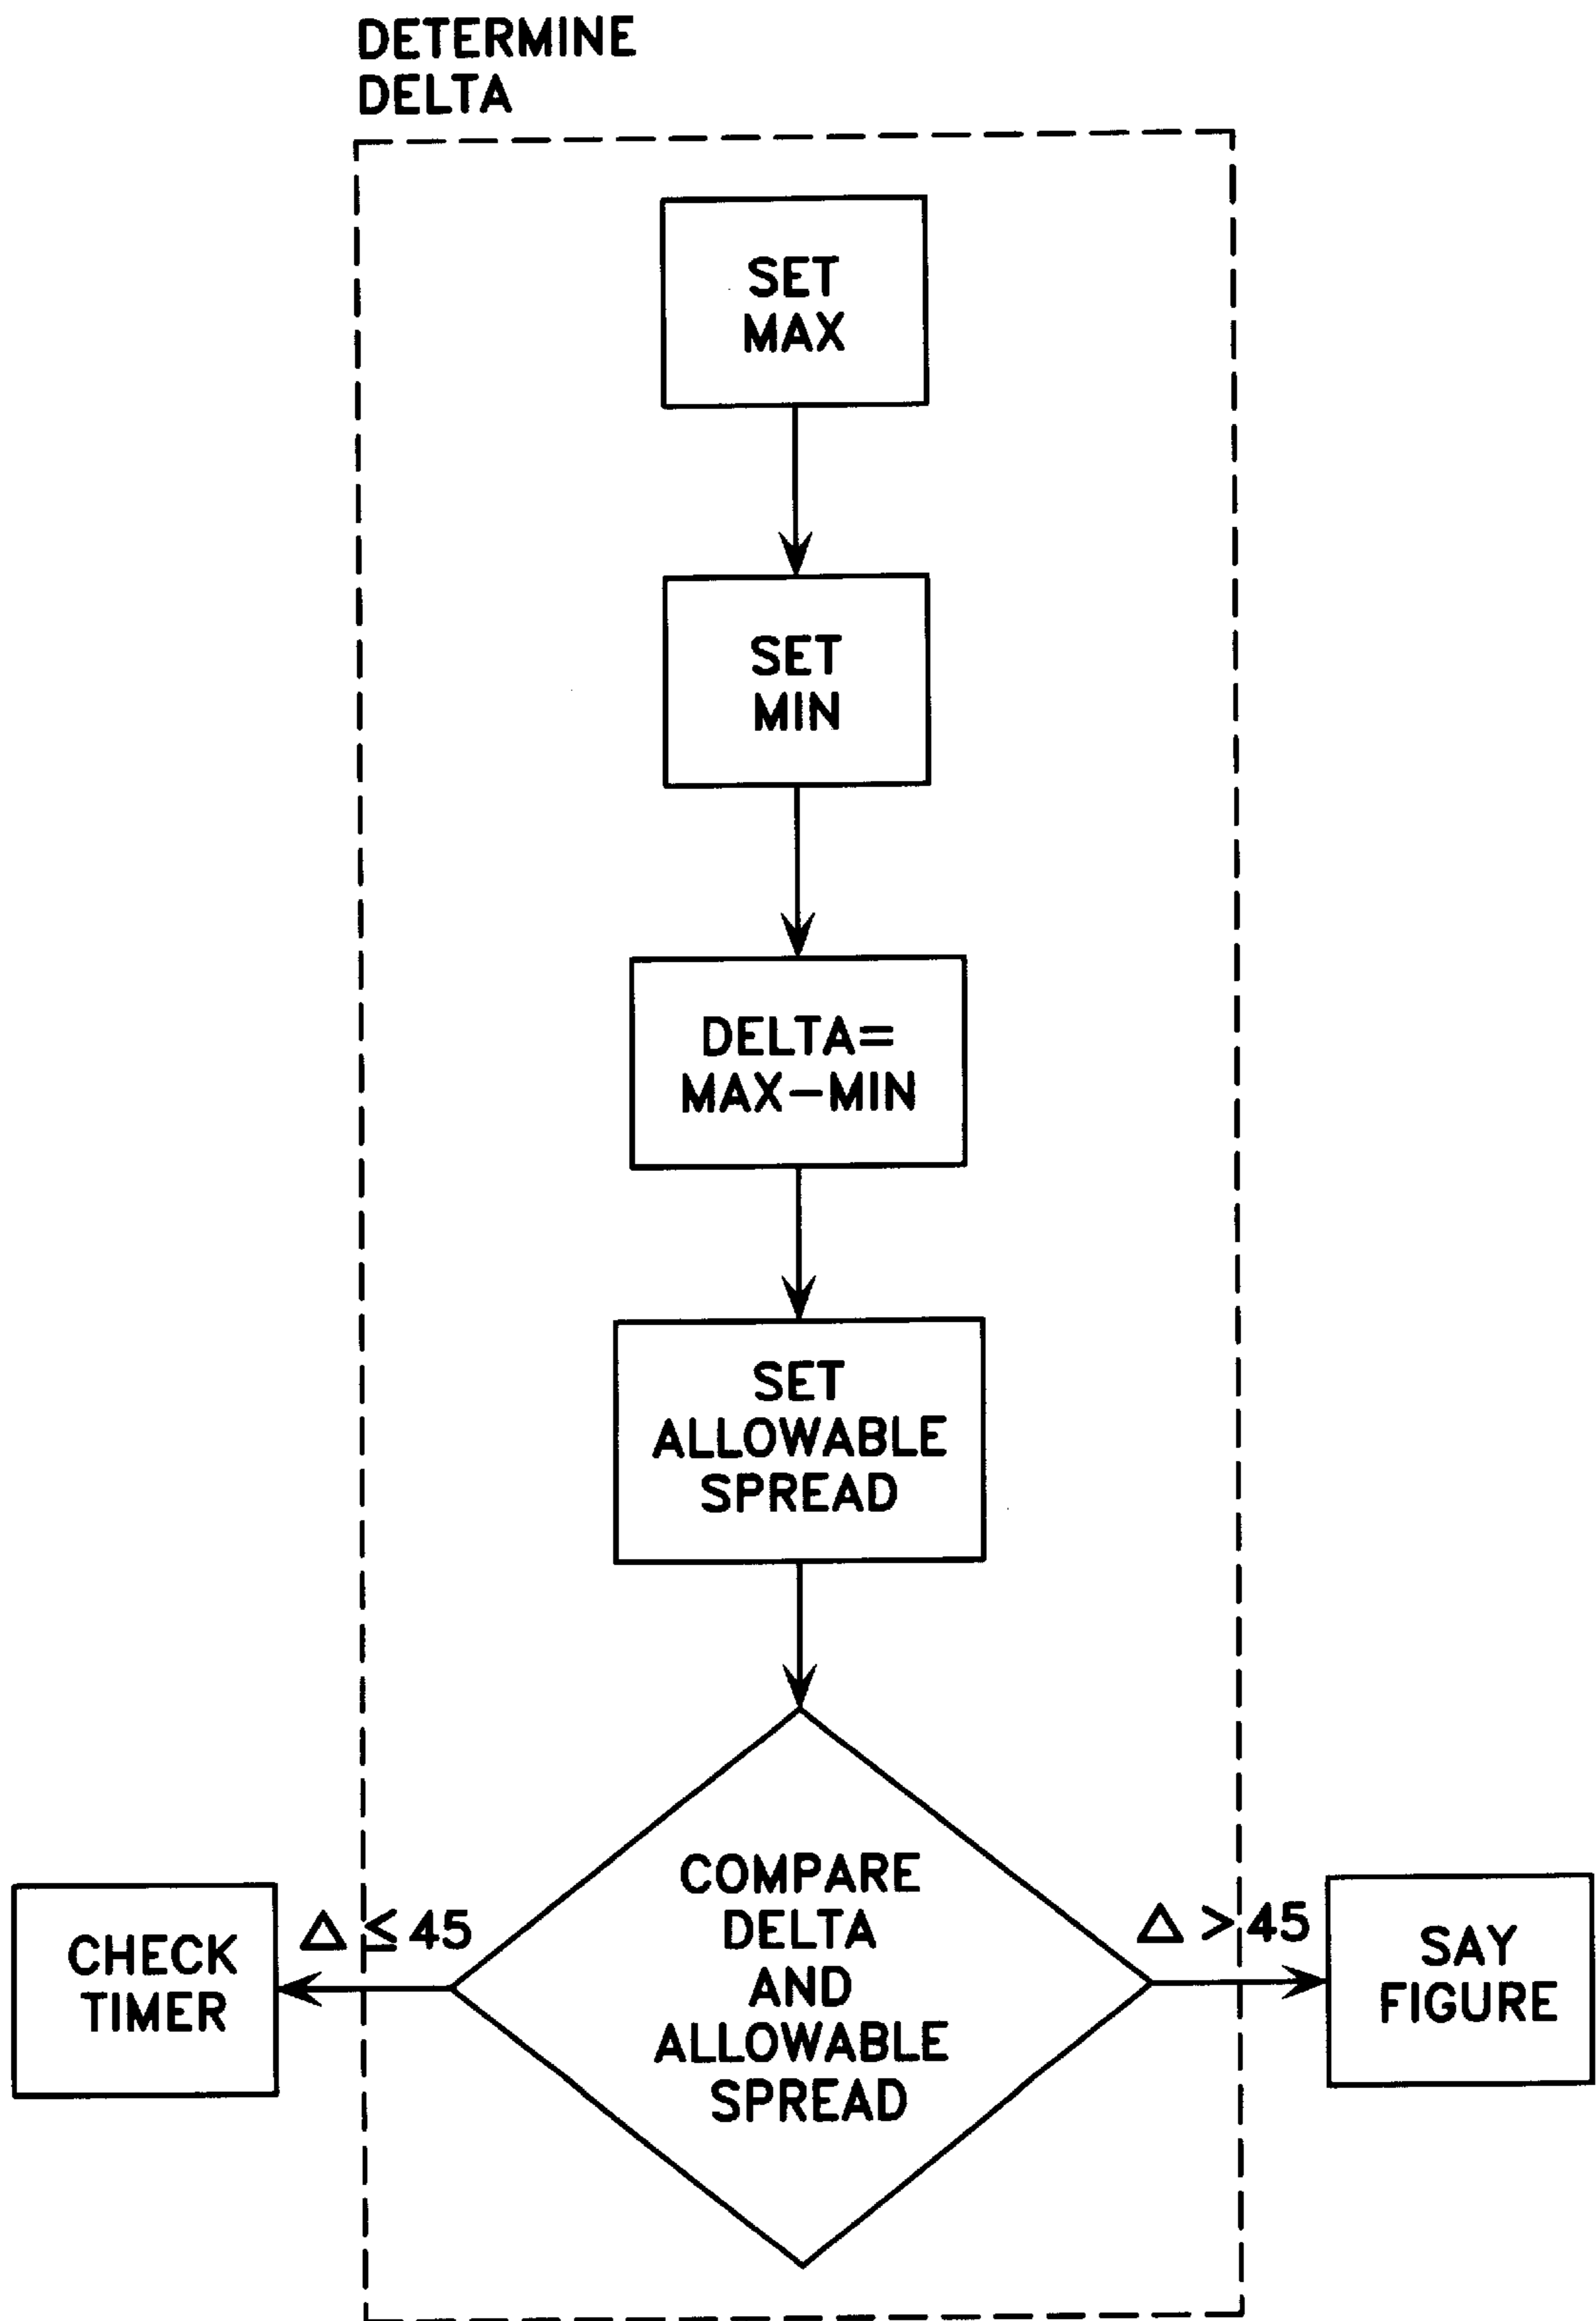 DETERMINE
DELTA
SET
MAX
SET
MIN
DELTA=
MAX-MIN
SET
ALLOWABLE
SPREAD
COMPARE
DELTA
AND
ALLOWABLE
SPREAD
CHECK
TIMER
Δ ≤ 45
Δ > 45
SAY
FIGURE